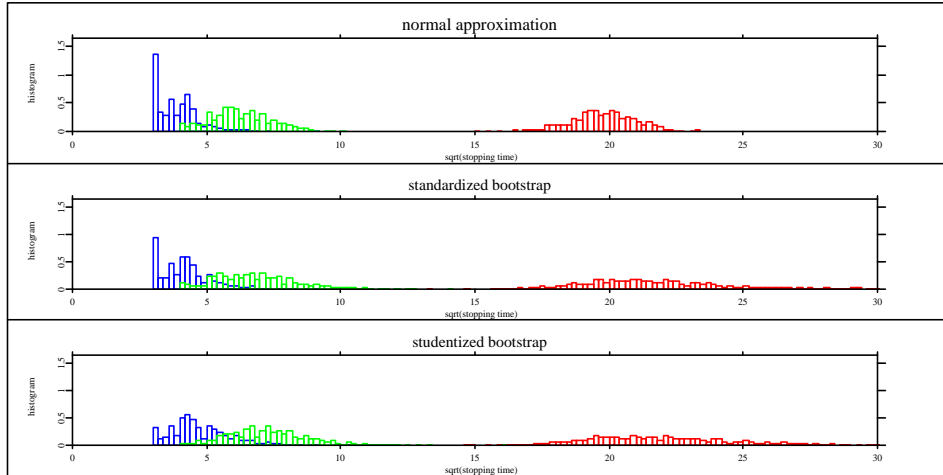 normal approximation
histogram
0 0.5 1 1.5
0 5 10 15 20 25 30
sqrt(stopping time)
standardized bootstrap
histogram
0 0.5 1 1.5
0 5 10 15 20 25 30
sqrt(stopping time)
studentized bootstrap
histogram
0 0.5 1 1.5
0 5 10 15 20 25 30
sqrt(stopping time)